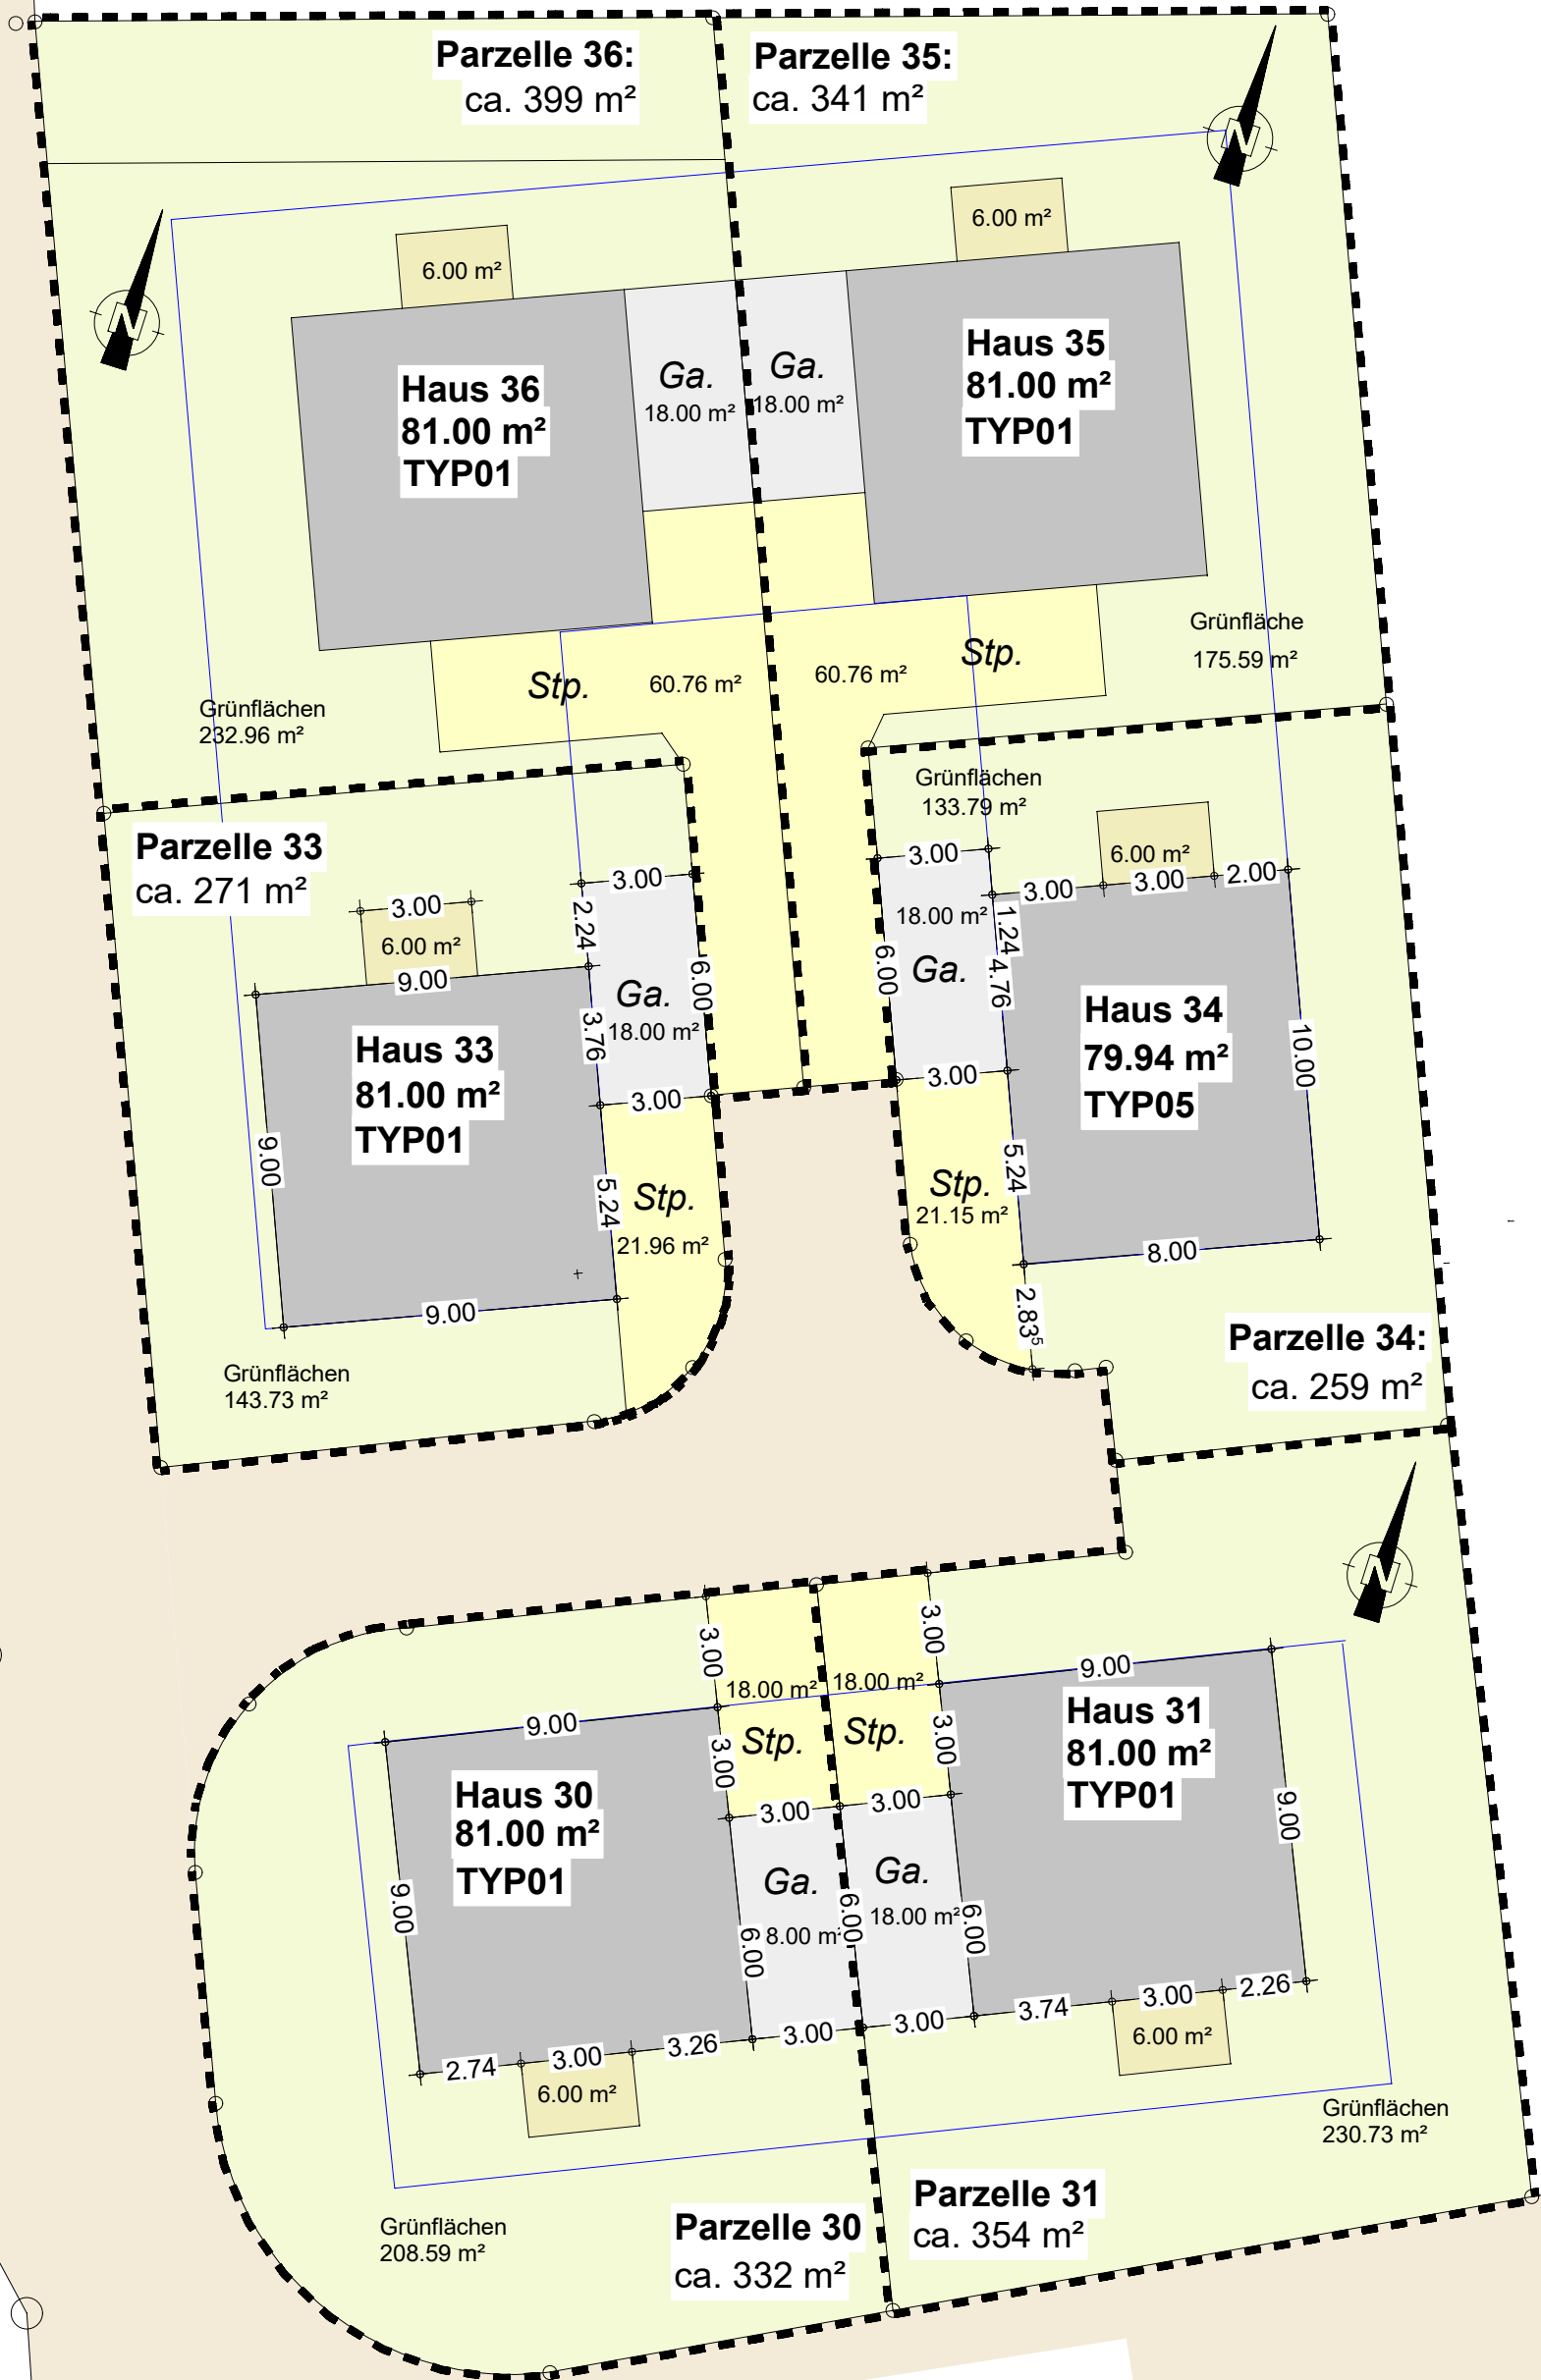 Parzelle 36:
ca. 399 m²
Parzelle 35:
ca. 341 m²
N
N
6.00 m²
6.00 m²
Haus 36
81.00 m²
TYP01
Ga.
18.00 m²
Ga.
18.00 m²
Haus 35
81.00 m²
TYP01
Grünfläche
175.59 m²
Stp.
60.76 m²
60.76 m²
Stp.
Grünflächen
232.96 m²
Parzelle 33
ca. 271 m²
3.00
6.00 m²
9.00
3.00
2.24
Ga.
18.00 m²
6.00
3.76
3.00
Haus 33
81.00 m²
TYP01
9.00
5.24
Stp.
21.96 m²
9.00
Grünflächen
143.73 m²
Grünflächen
133.79 m²
3.00
6.00 m²
3.00
3.00
2.00
18.00 m²
1.24
Ga.
6.00
4.76
3.00
Haus 34
79.94 m²
TYP05
10.00
Stp.
21.15 m²
5.24
8.00
2.83⁵
Parzelle 34:
ca. 259 m²
N
3.00
3.00
18.00 m²
18.00 m²
9.00
9.00
Stp.
Stp.
3.00
3.00
3.00
3.00
Haus 31
81.00 m²
TYP01
9.00
Haus 30
81.00 m²
TYP01
9.00
Ga.
8.00 m²
6.00
6.00
Ga.
18.00 m²
6.00
2.74
3.00
3.26
3.00
3.00
3.74
3.00
2.26
6.00 m²
6.00 m²
Grünflächen
230.73 m²
Grünflächen
208.59 m²
Parzelle 30
ca. 332 m²
Parzelle 31
ca. 354 m²